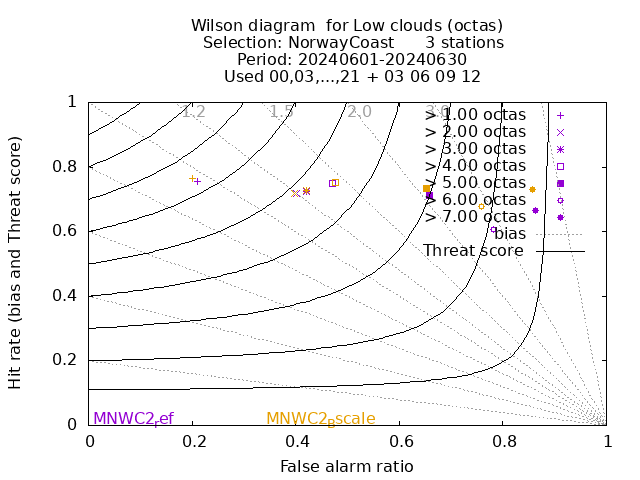 Wilson diagram  for Low clouds (octas)
Selection: NorwayCoast      3 stations
Period: 20240601-20240630
Used 00,03,...,21 + 03 06 09 12
1.2 1.5 2.0 3.0
> 1.00 octas
> 2.00 octas
> 3.00 octas
> 4.00 octas
> 5.00 octas
> 6.00 octas
> 7.00 octas
bias
Threat score
Hit rate (bias and Threat score)
1
0.8
0.6
0.4
0.2
0
MNWC2ref MNWC2Bscale
0 0.2 0.4 0.6 0.8 1
False alarm ratio